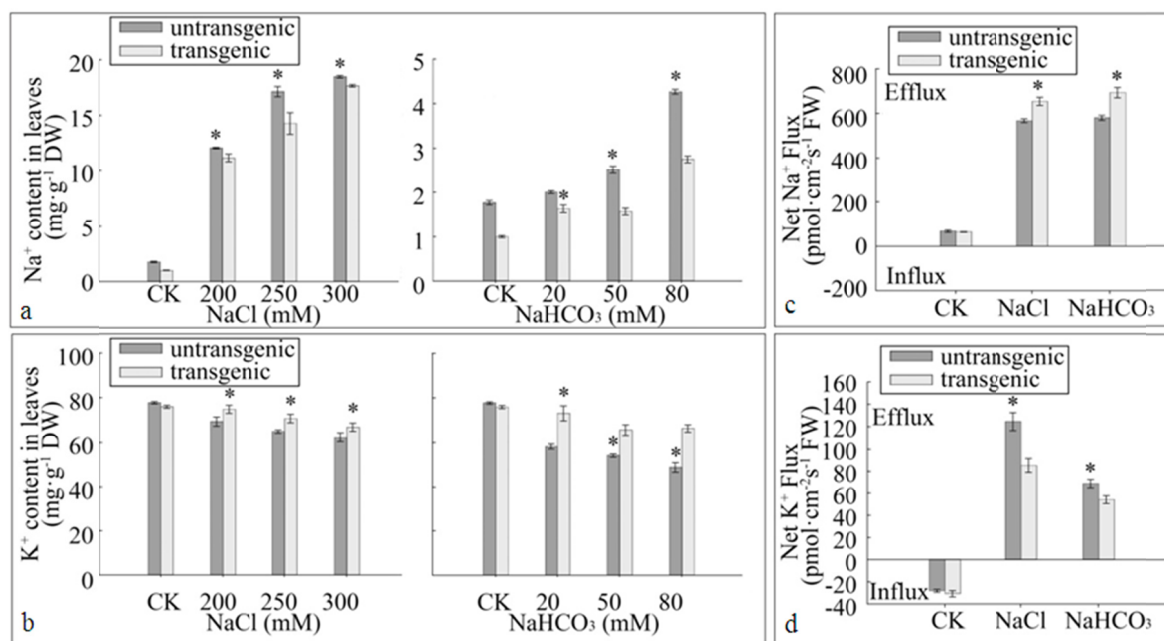 untransgenic
transgenic
Na⁺ content in leaves
(mg·g⁻¹ DW)
20
15
10
5
0
*
*
*
CK 200 250 300
NaCl (mM)
a
5
4
3
2
1
0
*
*
*
CK 20 50 80
NaHCO₃ (mM)
untransgenic
transgenic
Net Na⁺ Flux
(pmol·cm⁻²s⁻¹ FW)
800
600
400
200
0
-200
Efflux
Influx
*
*
CK NaCl NaHCO₃
c
untransgenic
transgenic
K⁺ content in leaves
(mg·g⁻¹ DW)
100
80
60
40
20
0
*
*
*
CK 200 250 300
NaCl (mM)
b
*
*
*
CK 20 50 80
NaHCO₃ (mM)
untransgenic
transgenic
Net K⁺ Flux
(pmol·cm⁻²s⁻¹ FW)
160
140
120
100
80
60
40
20
0
-20
-40
Efflux
Influx
*
*
CK NaCl NaHCO₃
d